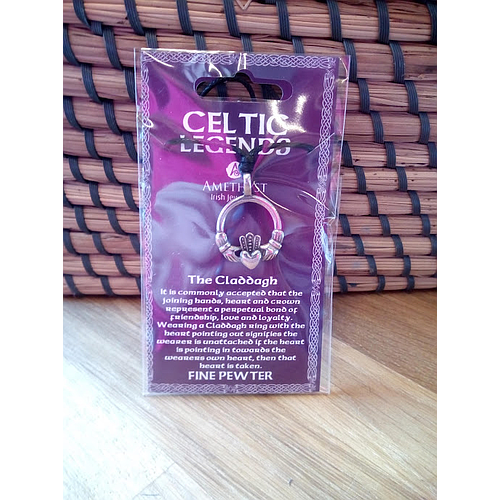 CELTIC
LEGENDS
AMETHYST
Irish
The Claddagh
It is commonly accepted that the
joining hands, heart and crown
represent a perpetual bond of
friendship, love and loyalty.
Wearing a Claddagh ring with the
heart pointing out signifies the
wearer is unattached if the heart
is pointing in towards the
wearers own heart, then that
heart is taken.
FINE PEWTER